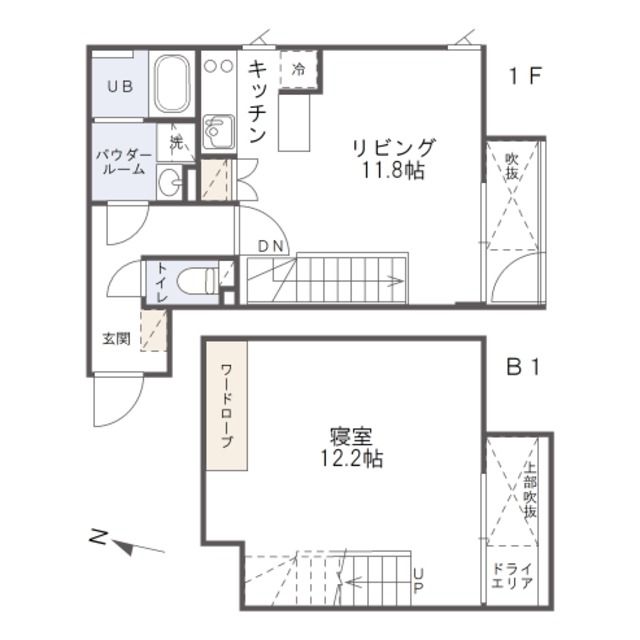 1F
UB
キッチン
冷
洗
パウダー
ルーム
リビング
11.8帖
吹抜
DN
トイレ
玄関
B1
ワードローブ
寝室
12.2帖
上部吹抜
ドライ
エリア
UP
N